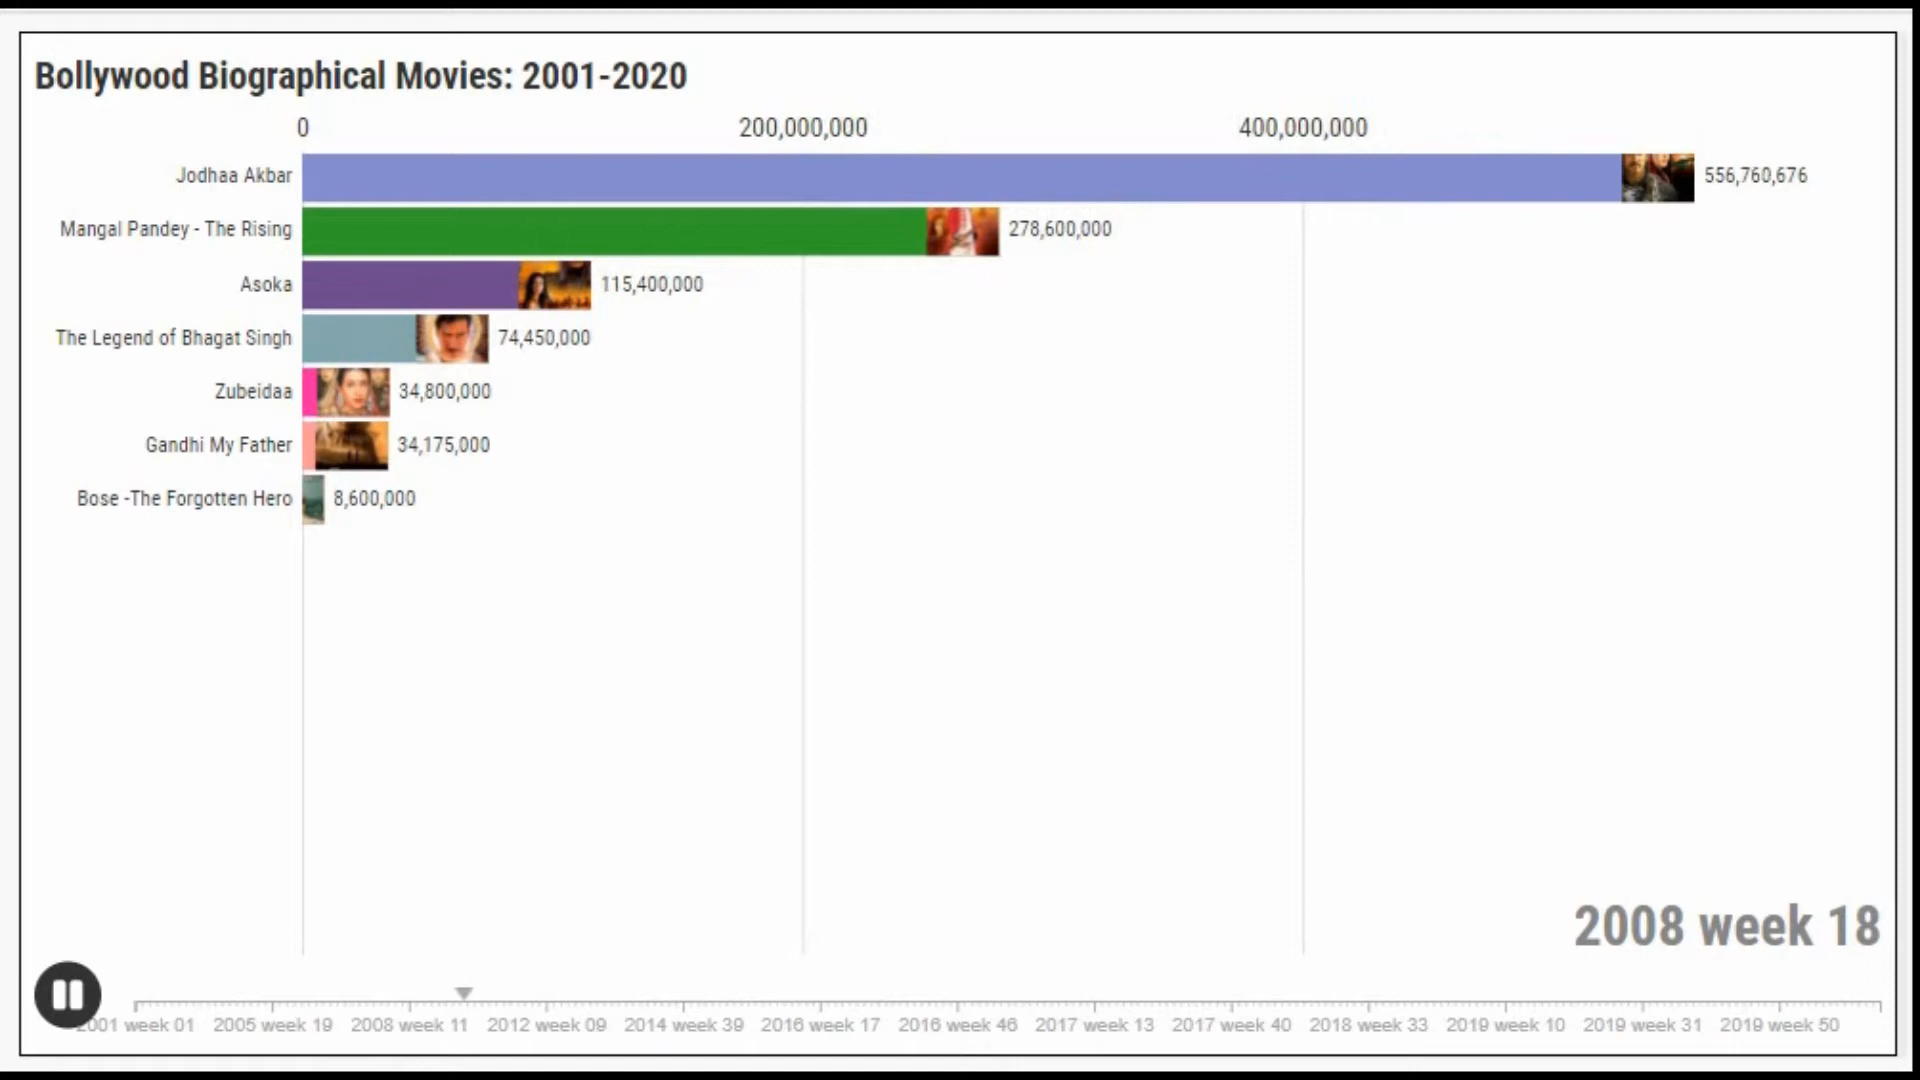 Bollywood Biographical Movies: 2001-2020
0 200,000,000 400,000,000
Jodhaa Akbar 556,760,676
Mangal Pandey - The Rising 278,600,000
Asoka 115,400,000
The Legend of Bhagat Singh 74,450,000
Zubeidaa 34,800,000
Gandhi My Father 34,175,000
Bose -The Forgotten Hero 8,600,000
2008 week 18
2001 week 01 2005 week 19 2008 week 11 2012 week 09 2014 week 39 2016 week 17 2016 week 46 2017 week 13 2017 week 40 2018 week 33 2019 week 10 2019 week 31 2019 week 50